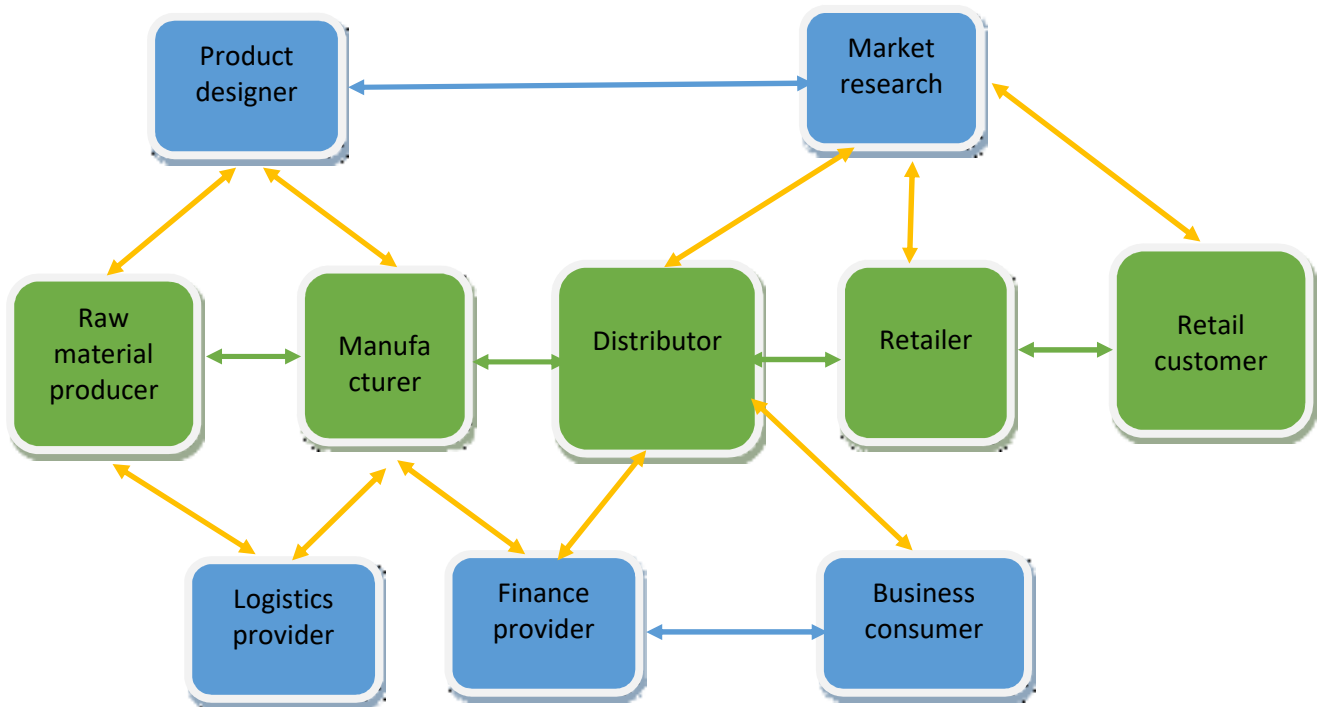 Product
designer
Market
research
Raw
material
producer
Manufa
cturer
Distributor
Retailer
Retail
customer
Logistics
provider
Finance
provider
Business
consumer